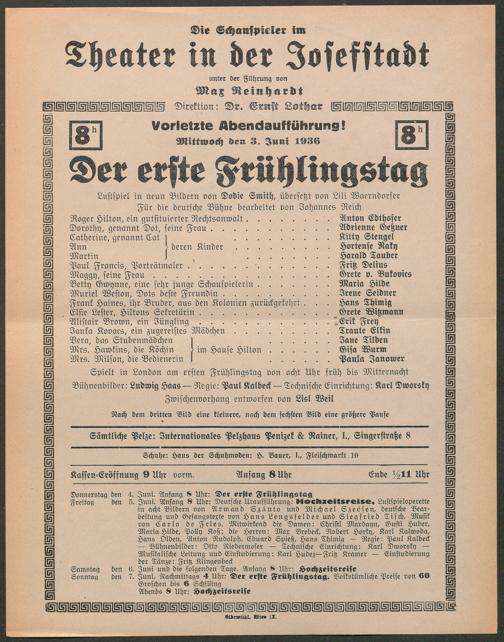 Die Schauspieler im
Theater in der Josefstadt
unter der Führung von
Max Reinhardt
Direktion: Dr. Ernst Lothar
8h Vorletzte Abendaufführung! 8h
Mittwoch den 3. Juni 1936
Der erste Frühlingstag
Lustspiel in neun Bildern von Dodie Smith, übersetzt von Lili Waerndorfer
Für die deutsche Bühne bearbeitet von Johannes Reich
Roger Hilton, ein gutsituierter Rechtsanwalt . . . . . . Anton Edthofer
Dorothy, genannt Dot, seine Frau . . . . . . Adrienne Geßner
Catherine, genannt Cat } deren Kinder . . . . . . Kitty Stengel
Ann . . . . . . Hortense Raky
Martin . . . . . . Harald Tauber
Paul Francis, Porträtmaler . . . . . . Fritz Delius
Maggy, seine Frau . . . . . . Grete v. Bukovics
Betty Gwynne, eine sehr junge Schauspielerin . . . . . . Maria Hilde
Muriel Weston, Dots beste Freundin . . . . . . Irene Seidner
Frank Haines, ihr Bruder, aus den Kolonien zurückgekehrt . . . Hans Thimig
Elsie Lester, Hiltons Sekretärin . . . . . . Grete Witzmann
Alistair Brown, ein Jüngling . . . . . . Erik Frey
Janka Kovacs, ein zugereistes Mädchen . . . . . . Traute Elkin
Vera, das Stubenmädchen } im Hause Hilton . . . . . . Jane Tilden
Mrs. Hawkins, die Köchin . . . . . . Gisa Wurm
Mrs. Milson, die Bedienerin . . . . . . Paula Janower
Spielt in London am ersten Frühlingstag von acht Uhr früh bis Mitternacht
Bühnenbilder: Ludwig Haas — Regie: Paul Kalbeck — Technische Einrichtung: Karl Dworsky
Zwischenvorhang entworfen von Lisl Weil
Nach dem dritten Bild eine kleinere, nach dem sechsten Bild eine größere Pause
Sämtliche Pelze: Internationales Pelzhaus Penizek & Rainer, I., Singerstraße 8
Schuhe: Haus der Schuhmoden: H. Bauer, I., Fleischmarkt 10
Kassen-Eröffnung 9 Uhr vorm. Anfang 8 Uhr Ende ½11 Uhr
Donnerstag den 4. Juni. Anfang 8 Uhr: Der erste Frühlingstag
Freitag den 5. Juni. Anfang 8 Uhr: Deutsche Uraufführung: Hochzeitsreise. Lustspieloperette
in acht Bildern von Armand Szántó und Michael Szécsén, deutsche Bear-
beitung und Gesangstexte von Hans Lengsfelder und Siegfried Tisch. Musik
von Carlo de Fries. Mitwirkend die Damen: Christl Mardayn, Gusti Huber,
Maria Hilde, Polly Koß; die Herren: Max Brebeck, Robert Horky, Karl Kalwoda,
Hans Olden, Anton Rudolph, Eduard Spieß, Hans Thimig — Regie: Paul Kalbeck
— Bühnenbilder: Otto Niedermoser — Technische Einrichtung: Karl Dworsky —
Musikalische Leitung und Einstudierung: Karl Hudez, Fritz Kramer — Einstudierung
der Tänze: Fritz Klingenbeck
Samstag den 6. Juni und die folgenden Tage. Anfang 8 Uhr: Hochzeitsreise
Sonntag den 7. Juni. Nachmittags 4 Uhr: Der erste Frühlingstag. Volkstümliche Preise von 60
Groschen bis 6 Schilling
Abends 8 Uhr: Hochzeitsreise